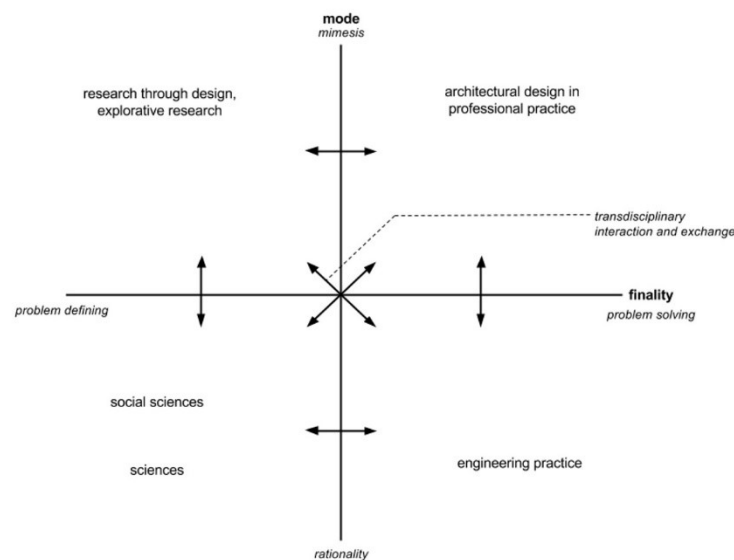 mode
mimesis
research through design,
explorative research
architectural design in
professional practice
transdisciplinary
interaction and exchange
problem defining
finality
problem solving
social sciences
sciences
engineering practice
rationality